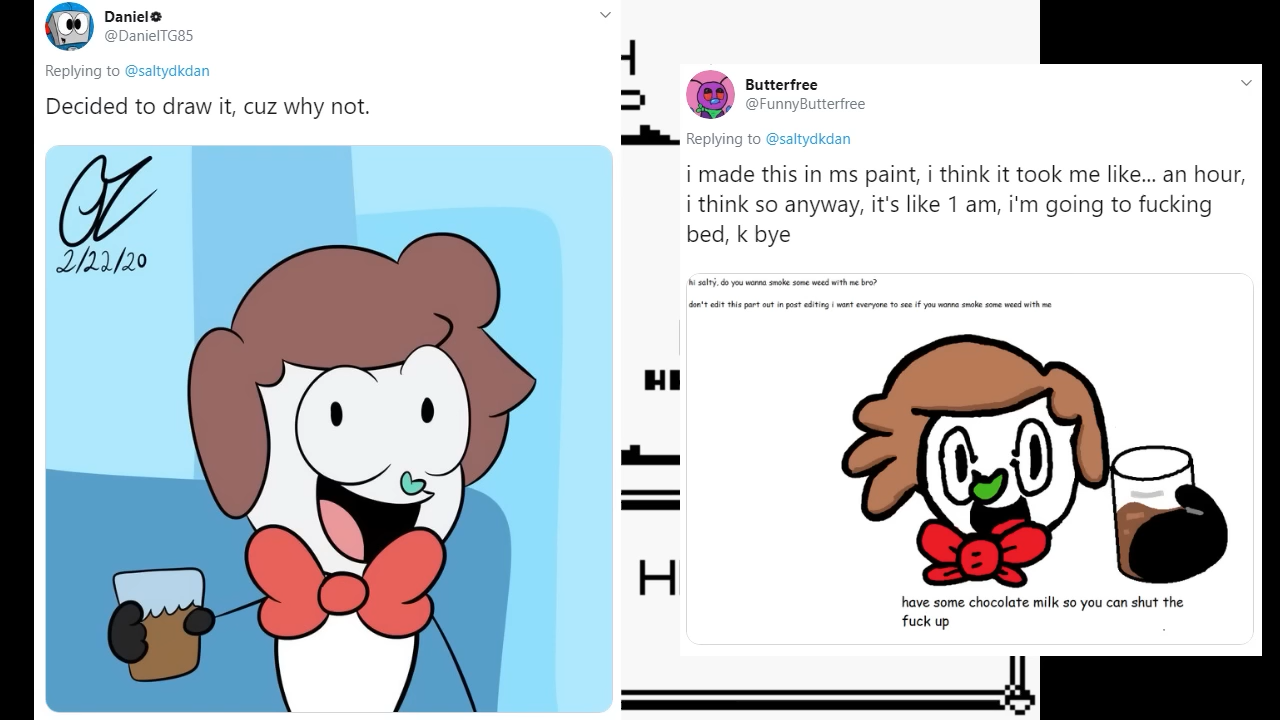 Daniel
@DanielTG85
Replying to @saltydkdan
Decided to draw it, cuz why not.
2/22/20
H
H
Butterfree
@FunnyButterfree
Replying to @saltydkdan
i made this in ms paint, i think it took me like... an hour,
i think so anyway, it's like 1 am, i'm going to fucking
bed, k bye
hi salty, do you wanna smoke some weed with me bro?
don't edit this part out in post editing i want everyone to see if you wanna smoke some weed with me
have some chocolate milk so you can shut the
fuck up